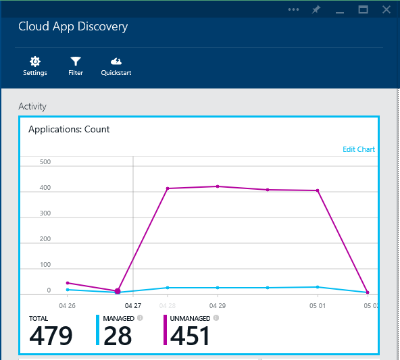 Cloud App Discovery
Settings Filter Quickstart
Activity
Applications: Count
Edit Chart
500
400
300
200
100
0
04 26 04 27 04 28 04 29 05 01
TOTAL MANAGED UNMANAGED
479 28 451